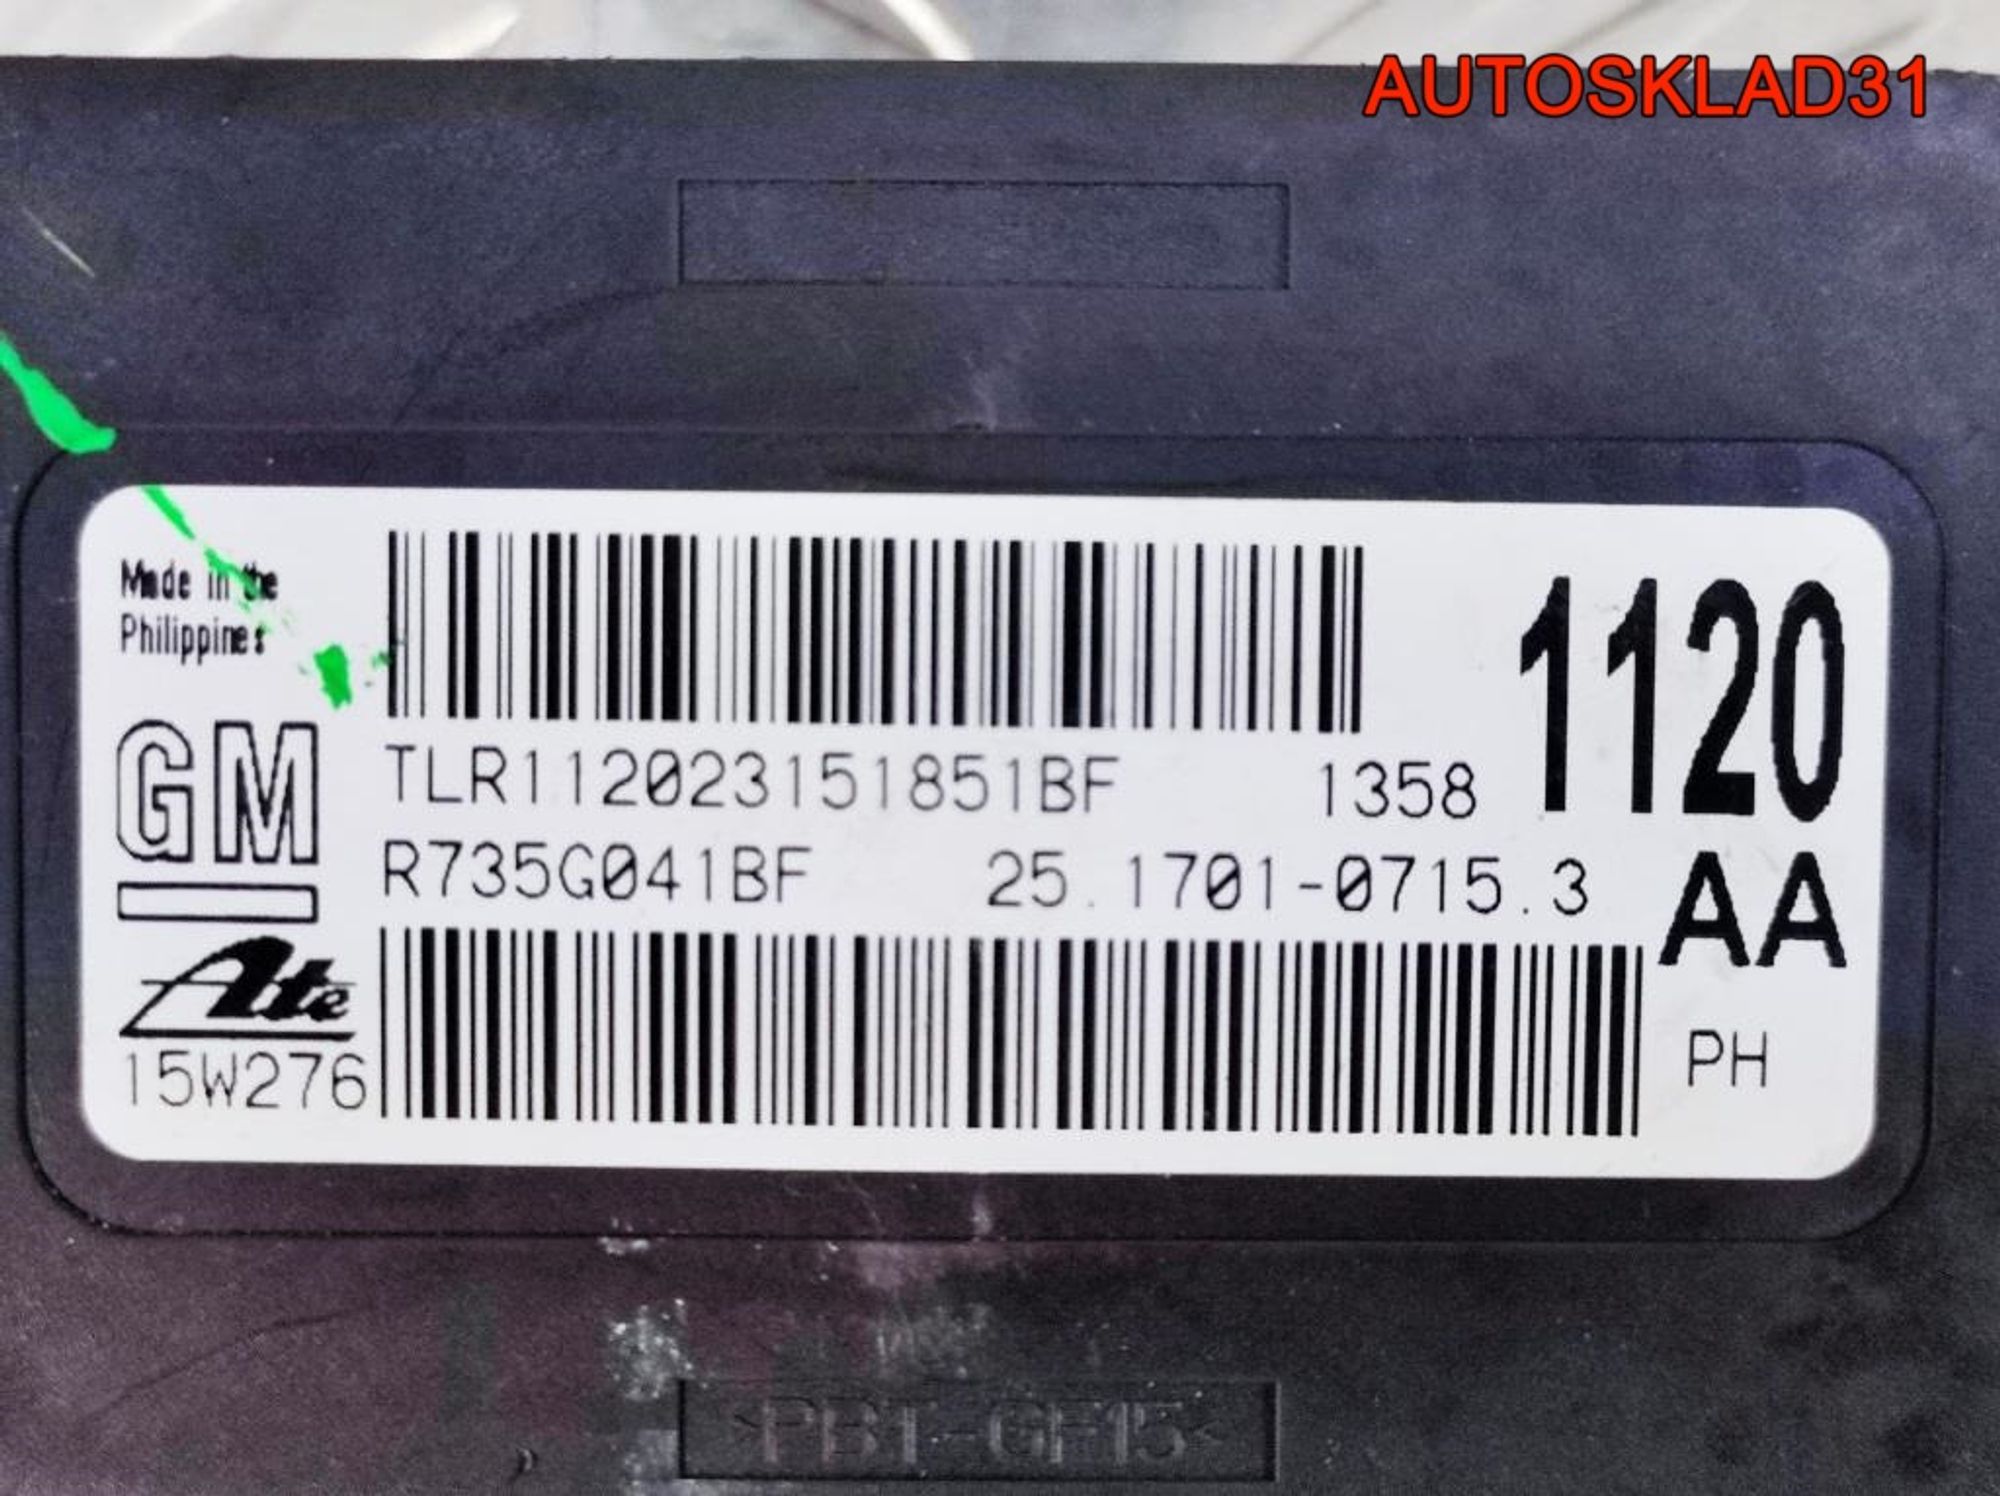 AUTOSKLAD31
Made in the
Philippines
GM
TLR112023151851BF 1358
1120
R735G041BF 25.1701-0715.3
AA
Ate
15W276
PH
>PBT-GF15<